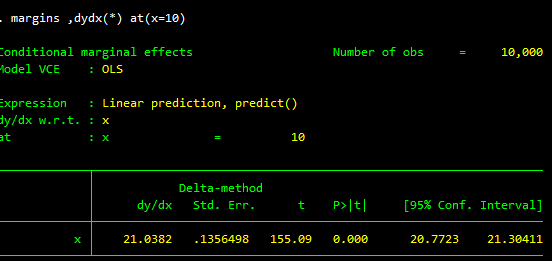 . margins ,dydx(*) at(x=10)
Conditional marginal effects Number of obs = 10,000
Model VCE : OLS
Expression : Linear prediction, predict()
dy/dx w.r.t. : x
at : x = 10
Delta-method
dy/dx Std. Err. t P>|t| [95% Conf. Interval]
x 21.0382 .1356498 155.09 0.000 20.7723 21.30411